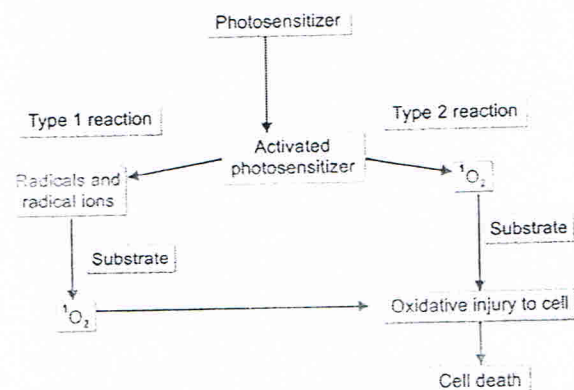 Photosensitizer
Type 1 reaction
Type 2 reaction
Activated
photosensitizer
Radicals and
radical ions
¹O₂
Substrate
Substrate
¹O₂
Oxidative injury to cell
Cell death